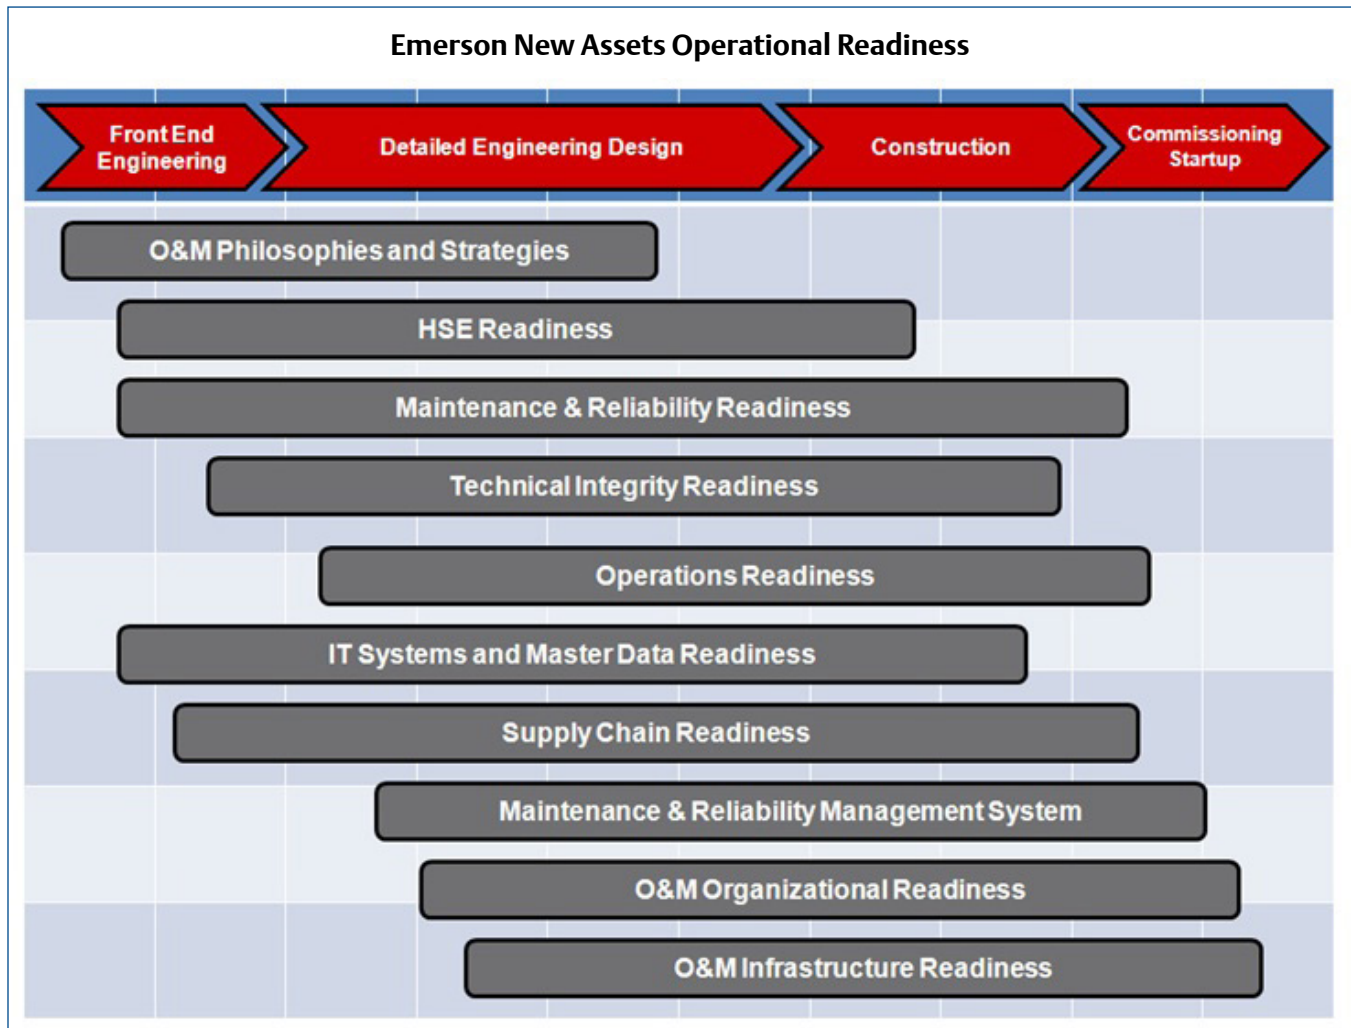 Emerson New Assets Operational Readiness
Front End
Engineering
Detailed Engineering Design
Construction
Commissioning
Startup
O&M Philosophies and Strategies
HSE Readiness
Maintenance & Reliability Readiness
Technical Integrity Readiness
Operations Readiness
IT Systems and Master Data Readiness
Supply Chain Readiness
Maintenance & Reliability Management System
O&M Organizational Readiness
O&M Infrastructure Readiness